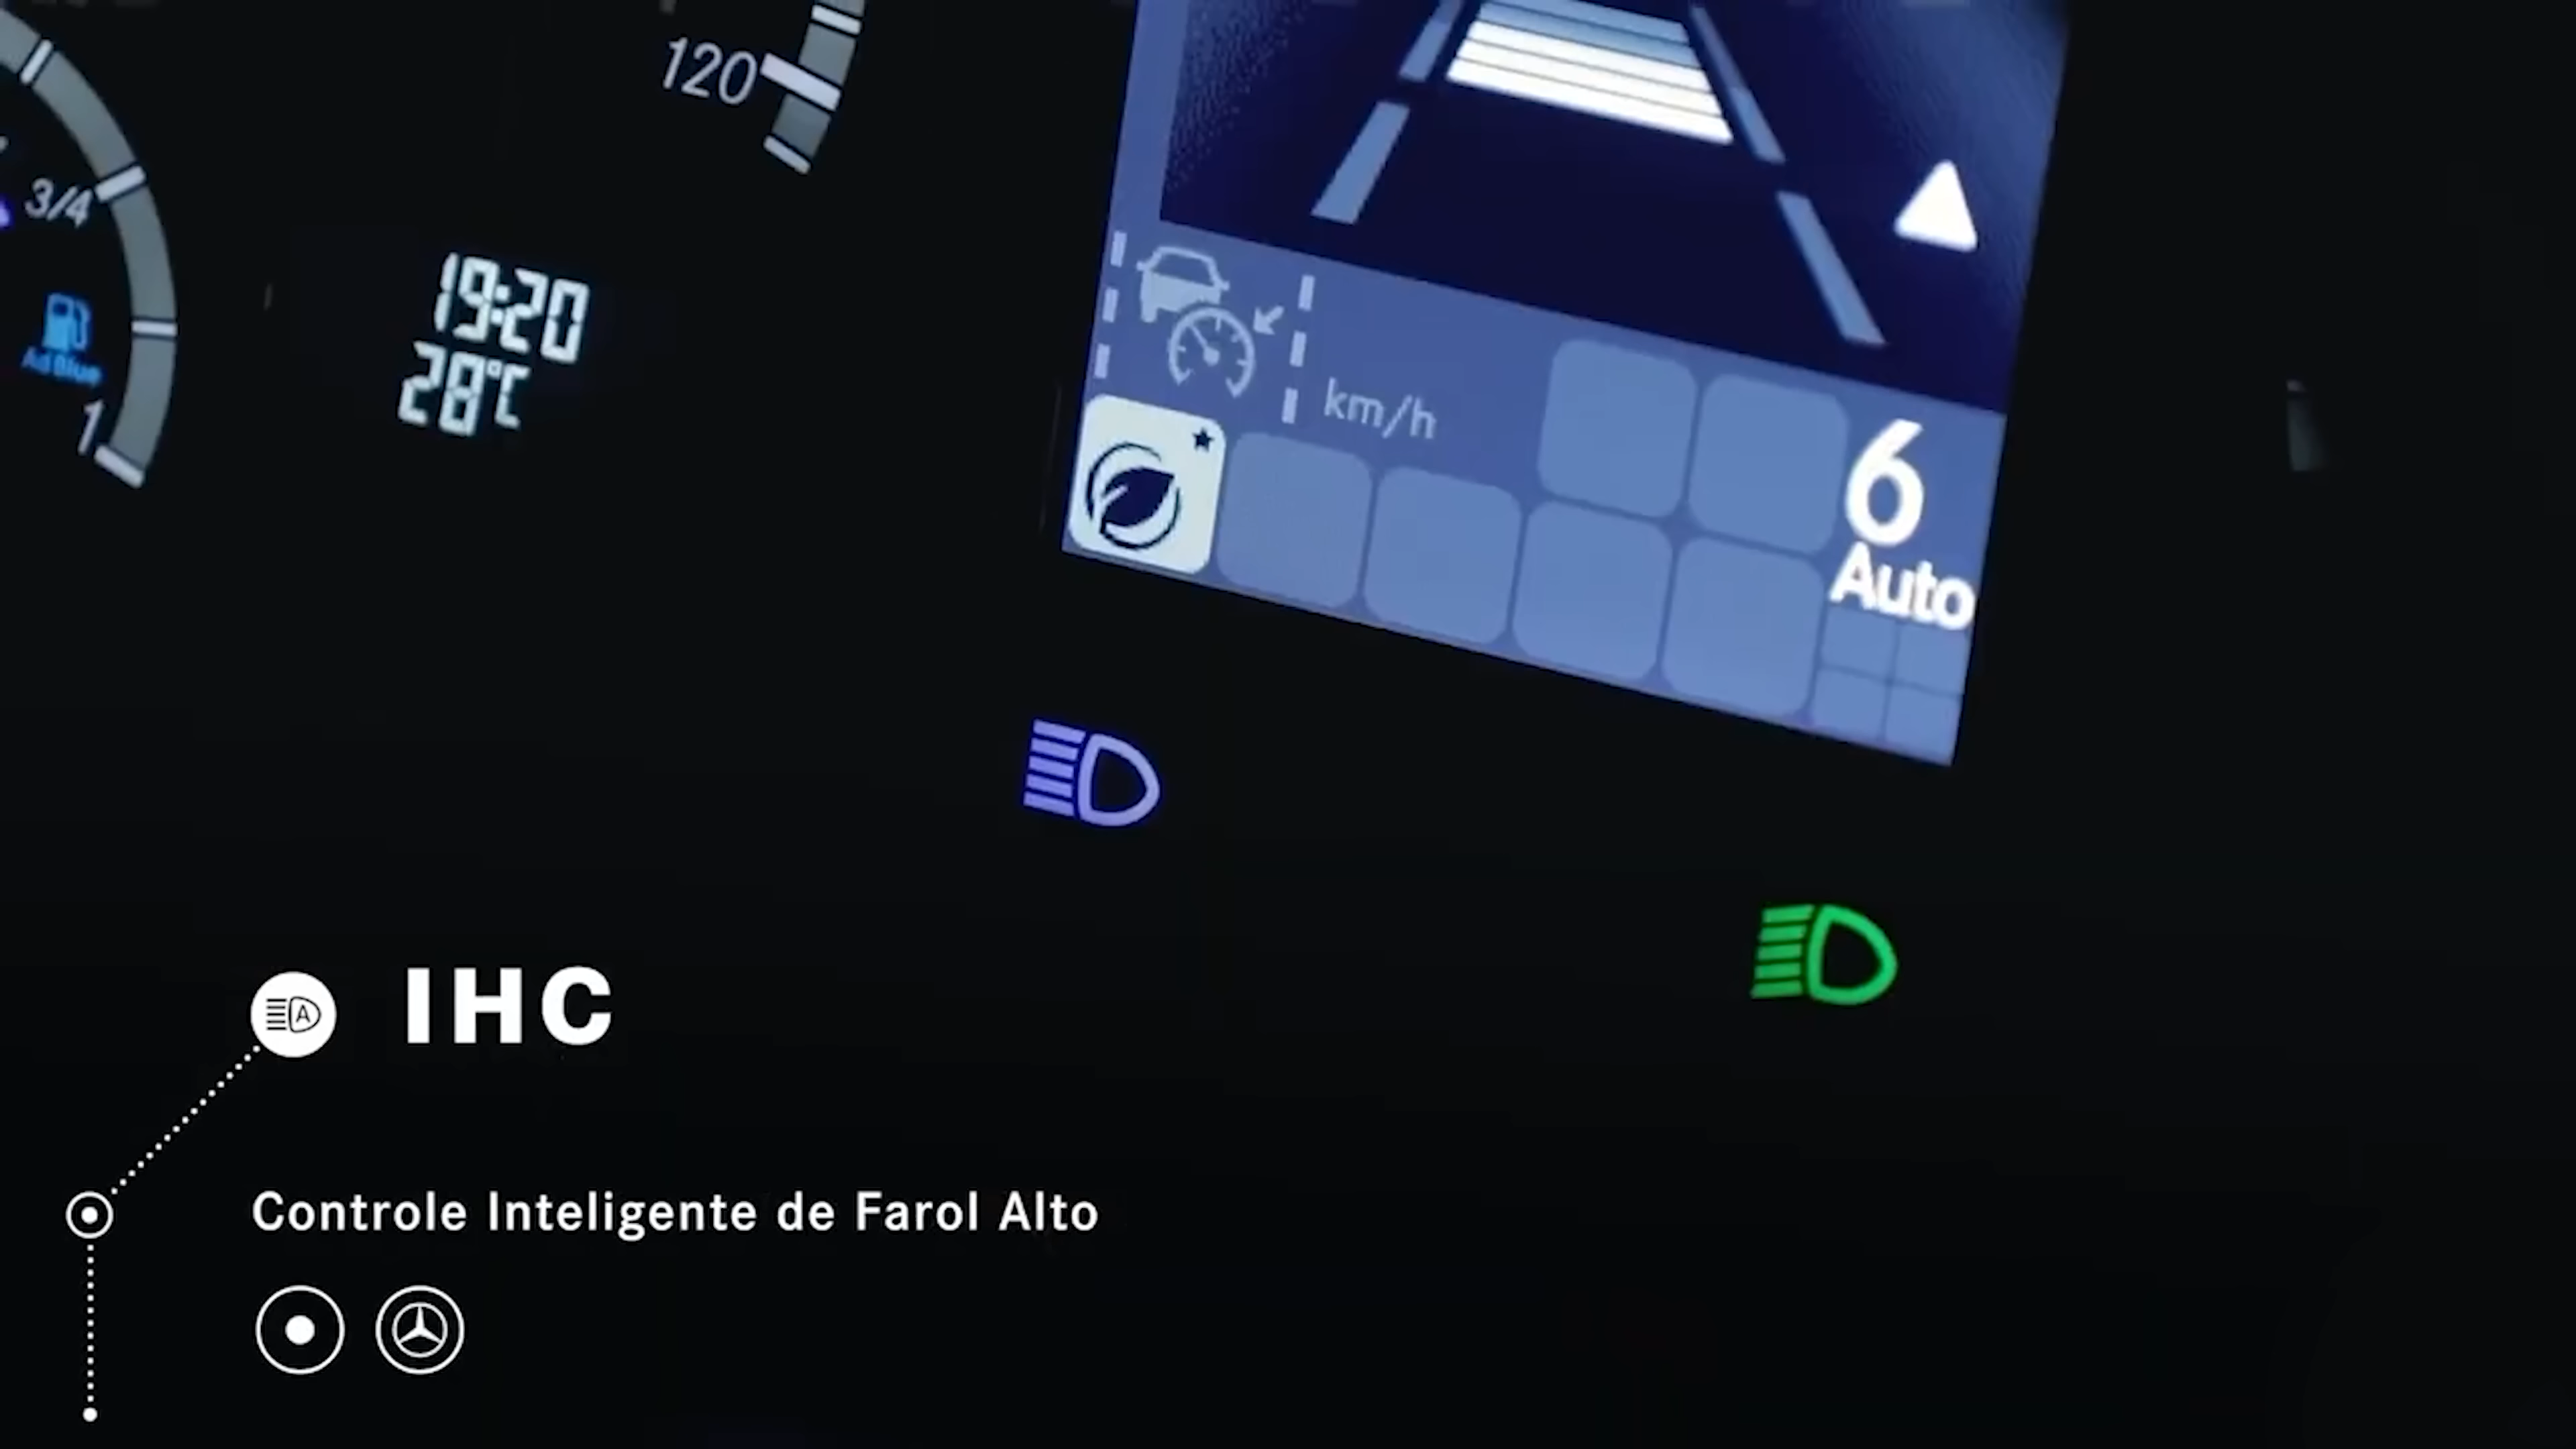 120
3/4
19:20
28°C
AdBlue
1
km/h
6
Auto
A
IHC
Controle Inteligente de Farol Alto